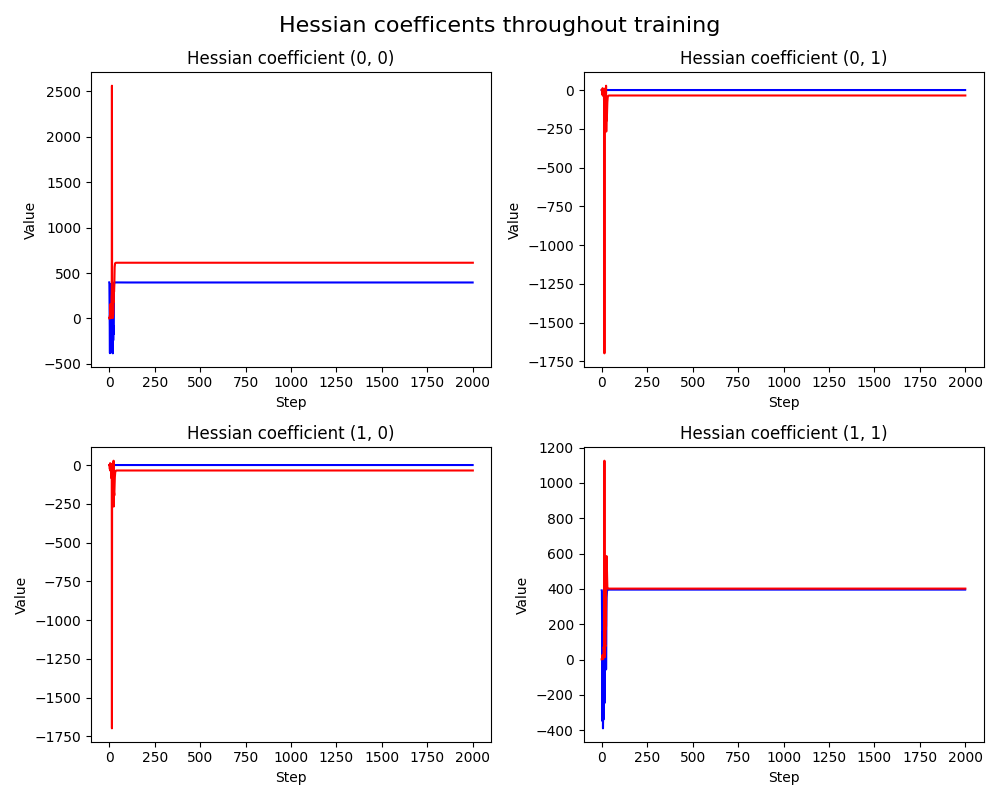 Hessian coefficents throughout training
Hessian coefficient (0, 0)
Hessian coefficient (0, 1)
2500
2000
1500
1000
500
0
−500
Value
0 250 500 750 1000 1250 1500 1750 2000
Step
0
−250
−500
−750
−1000
−1250
−1500
−1750
Value
0 250 500 750 1000 1250 1500 1750 2000
Step
Hessian coefficient (1, 0)
Hessian coefficient (1, 1)
0
−250
−500
−750
−1000
−1250
−1500
−1750
Value
0 250 500 750 1000 1250 1500 1750 2000
Step
1200
1000
800
600
400
200
0
−200
−400
Value
0 250 500 750 1000 1250 1500 1750 2000
Step